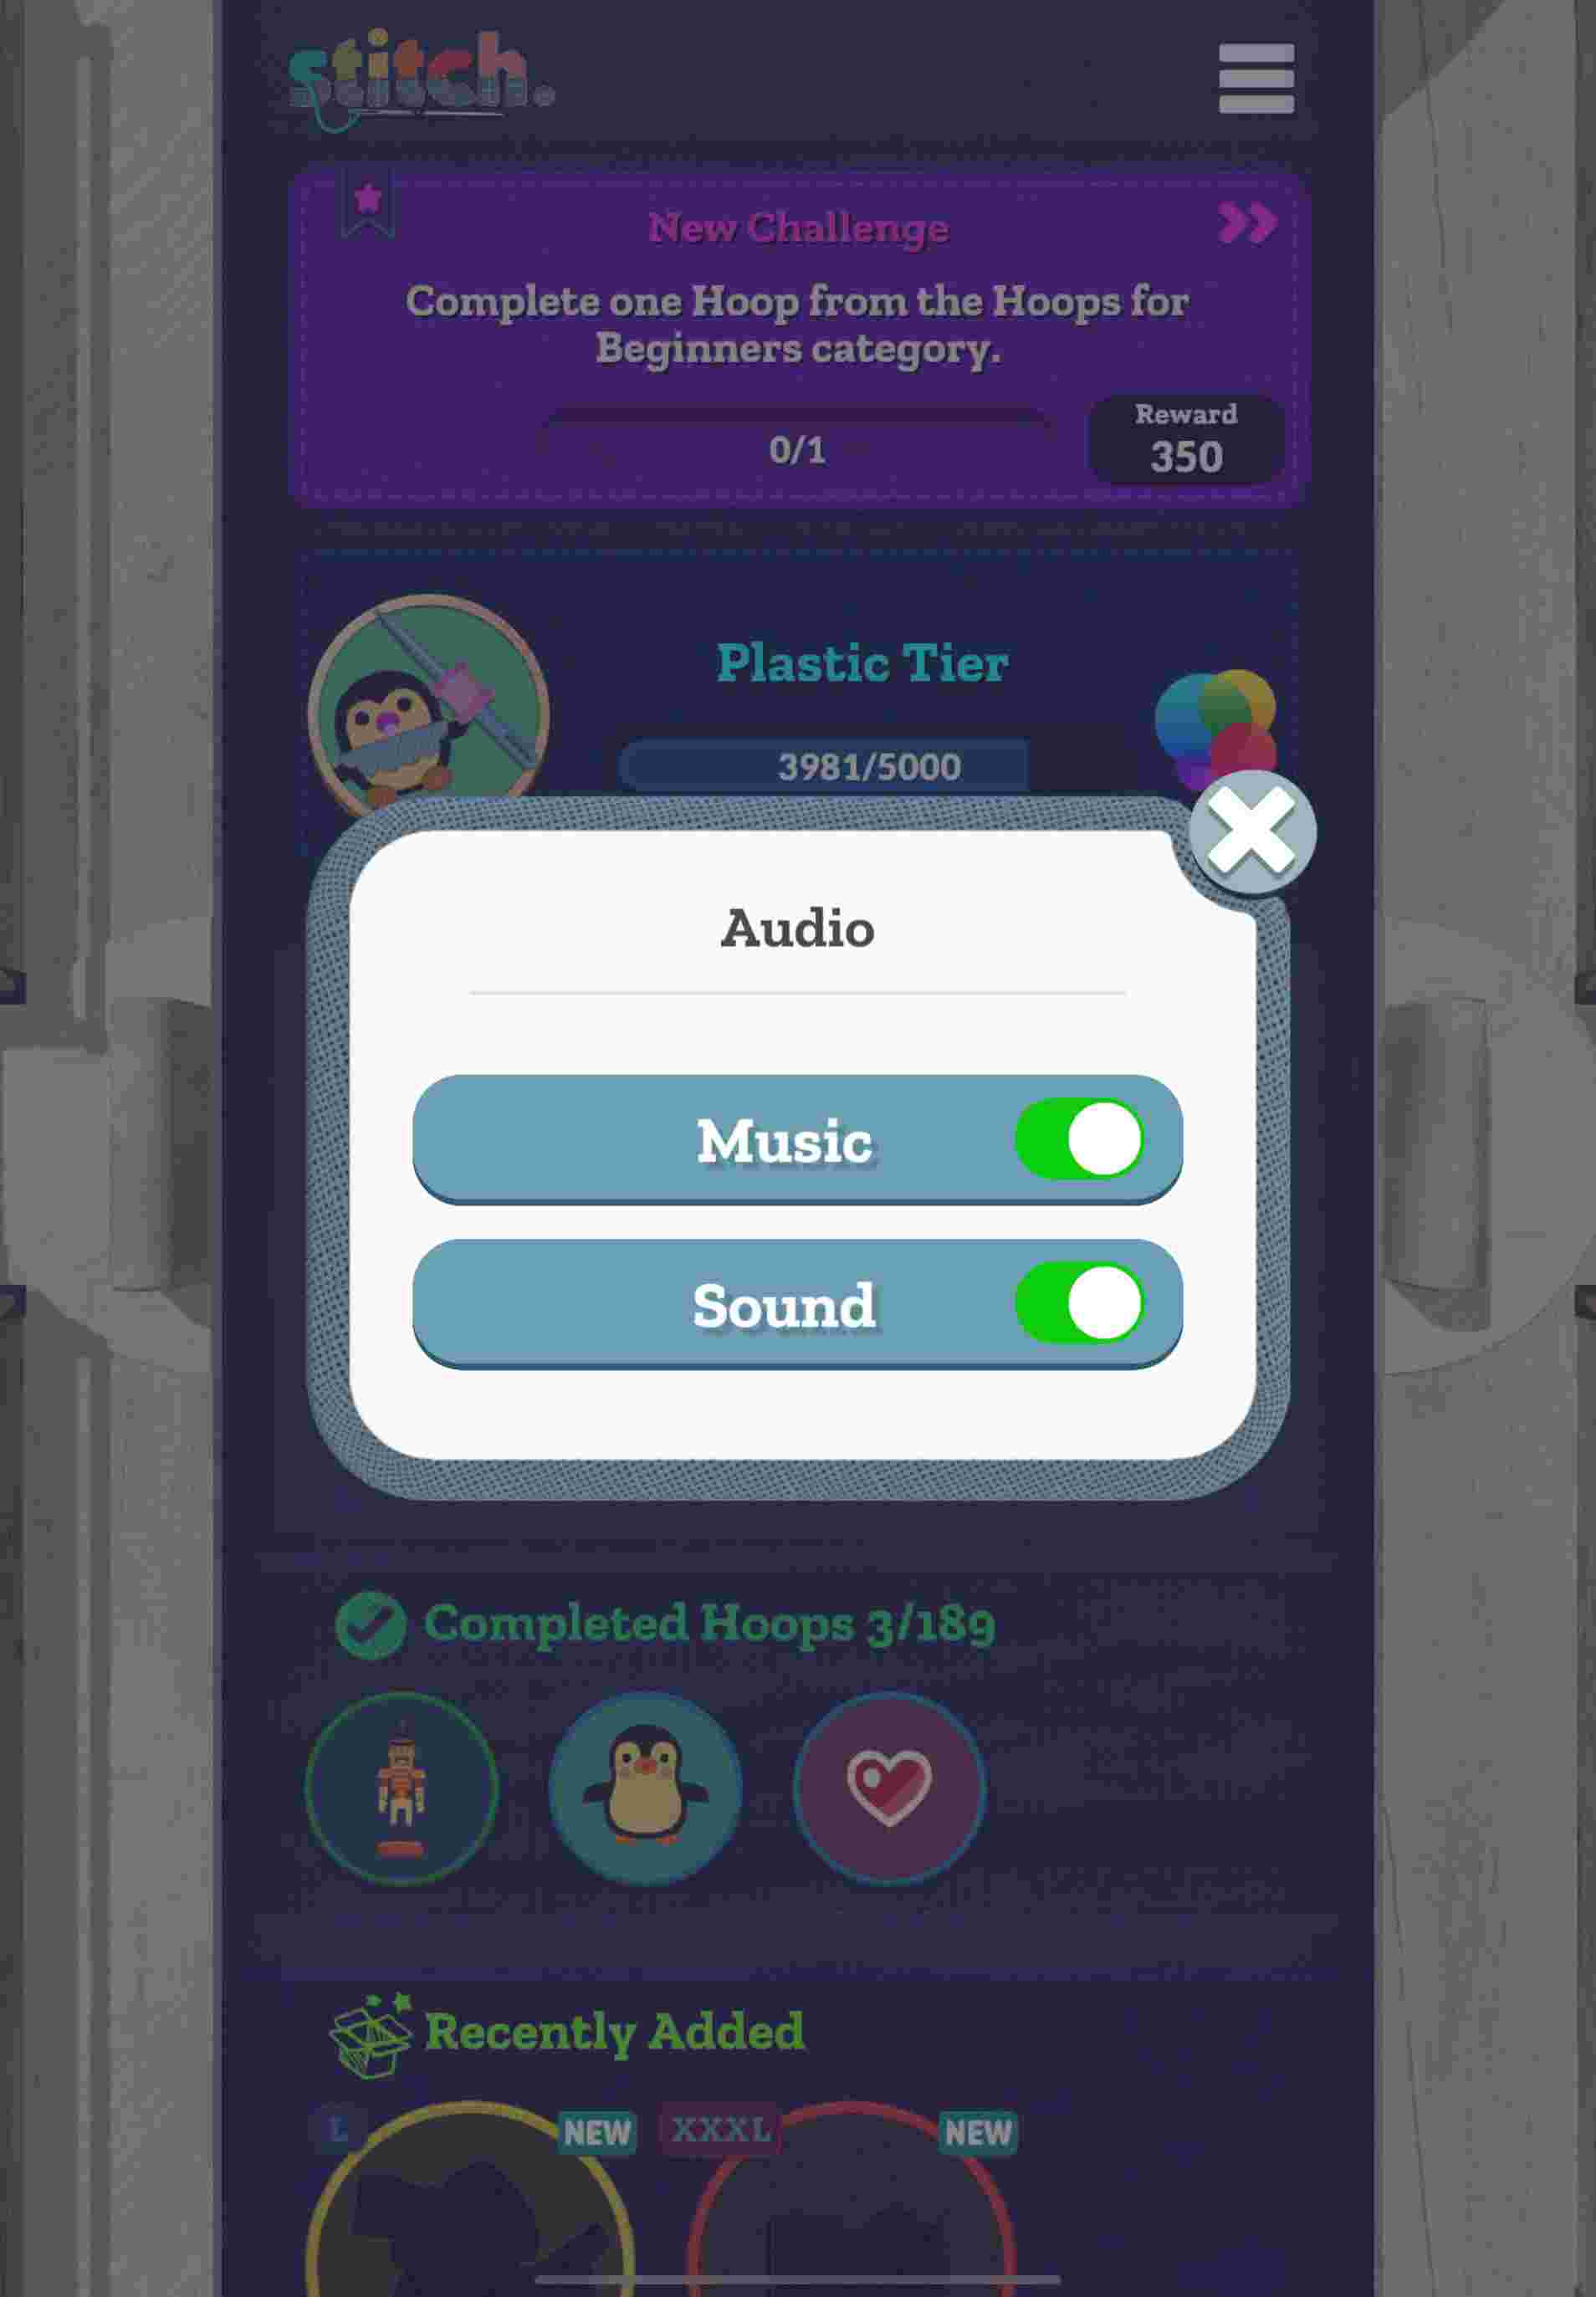 stitch.
New Challenge
Complete one Hoop from the Hoops for
Beginners category.
0/1
Reward
350
Plastic Tier
3981/5000
Audio
Music
Sound
Completed Hoops 3/189
Recently Added
L
NEW
XXXL
NEW